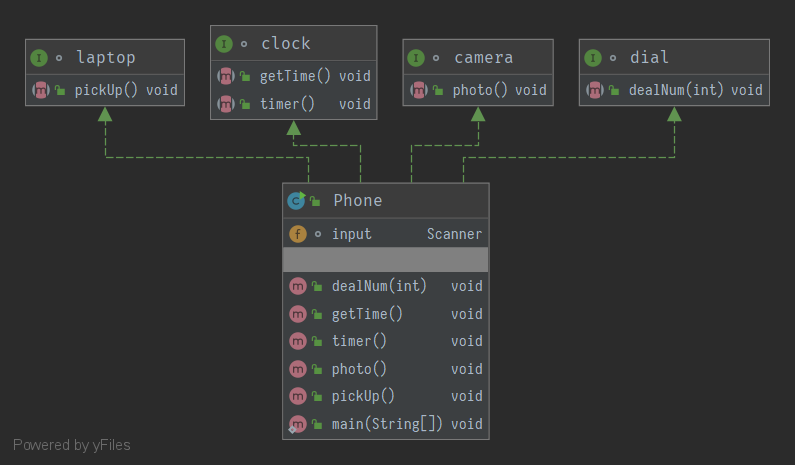 laptop
pickUp() void
clock
getTime() void
timer() void
camera
photo() void
dial
dealNum(int) void
Phone
input Scanner
dealNum(int) void
getTime() void
timer() void
photo() void
pickUp() void
main(String[]) void
Powered by yFiles